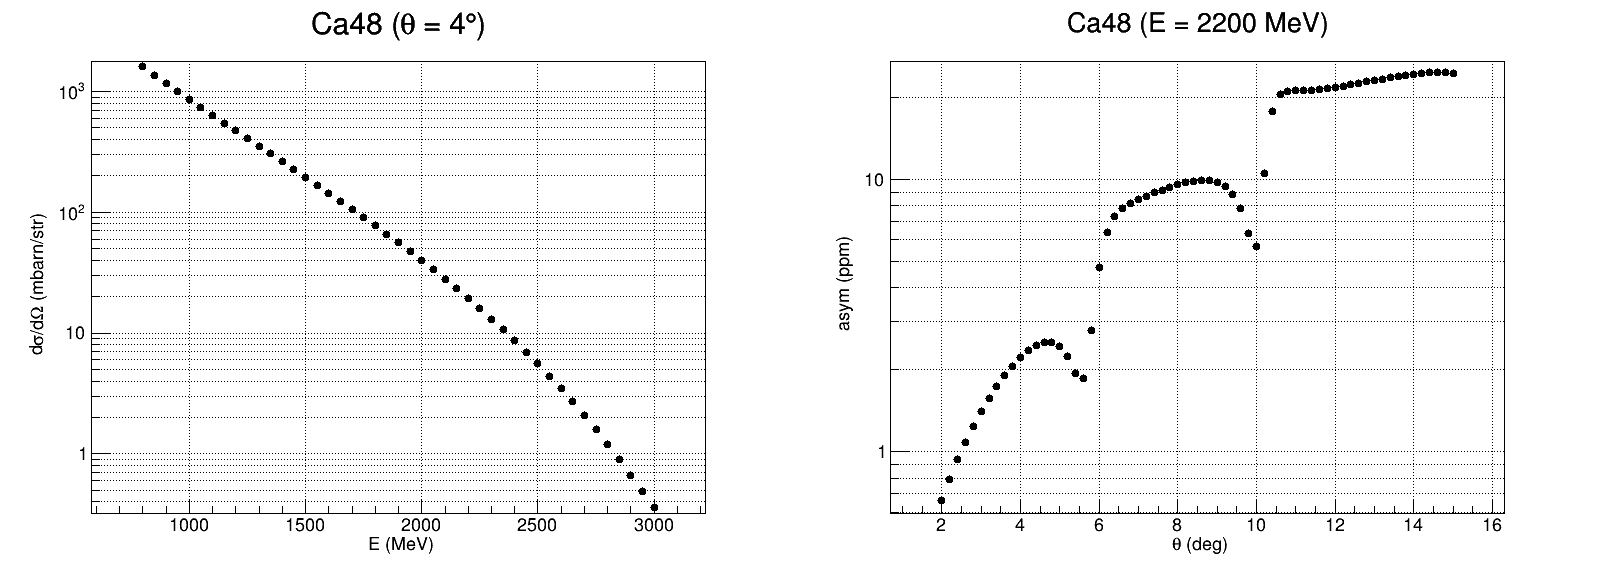 Ca48 (θ = 4°)
dσ/dΩ (mbarn/str)
10³
10²
10
1
1000 1500 2000 2500 3000
E (MeV)
Ca48 (E = 2200 MeV)
asym (ppm)
10
1
2 4 6 8 10 12 14 16
θ (deg)